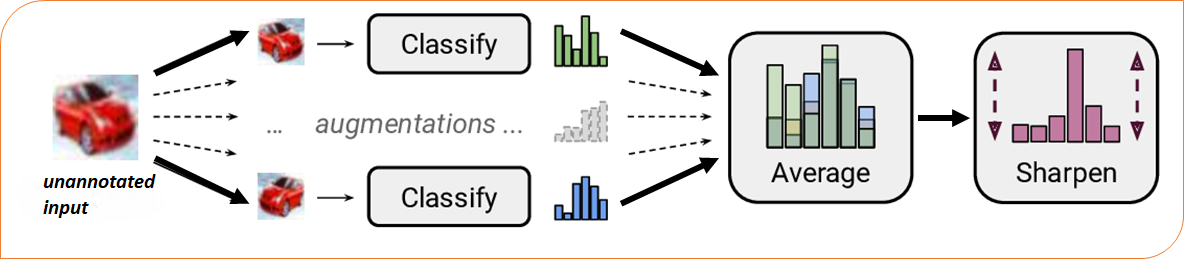 Classify
... augmentations ...
unannotated
input
Classify
Average
Sharpen